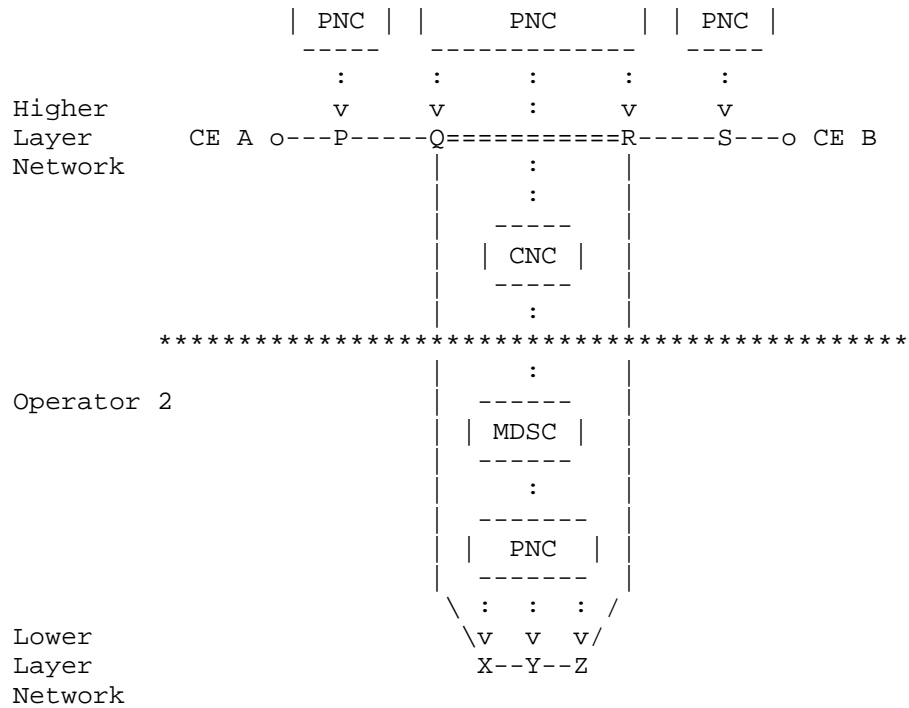 | PNC | |     PNC     | | PNC |
 -----   -------------   -----
   :     :     :     :     :
Higher v v : v v
Layer CE A o---P-----Q===========R-----S---o CE B
Network | : |
| : |
| ----- |
| | CNC | |
| ----- |
| : |
***********************************************
| : |
Operator 2 | ------ |
| | MDSC | |
| ------ |
| : |
| ------- |
| | PNC | |
| ------- |
\ : : : /
Lower \v v v/
Layer X--Y--Z
Network